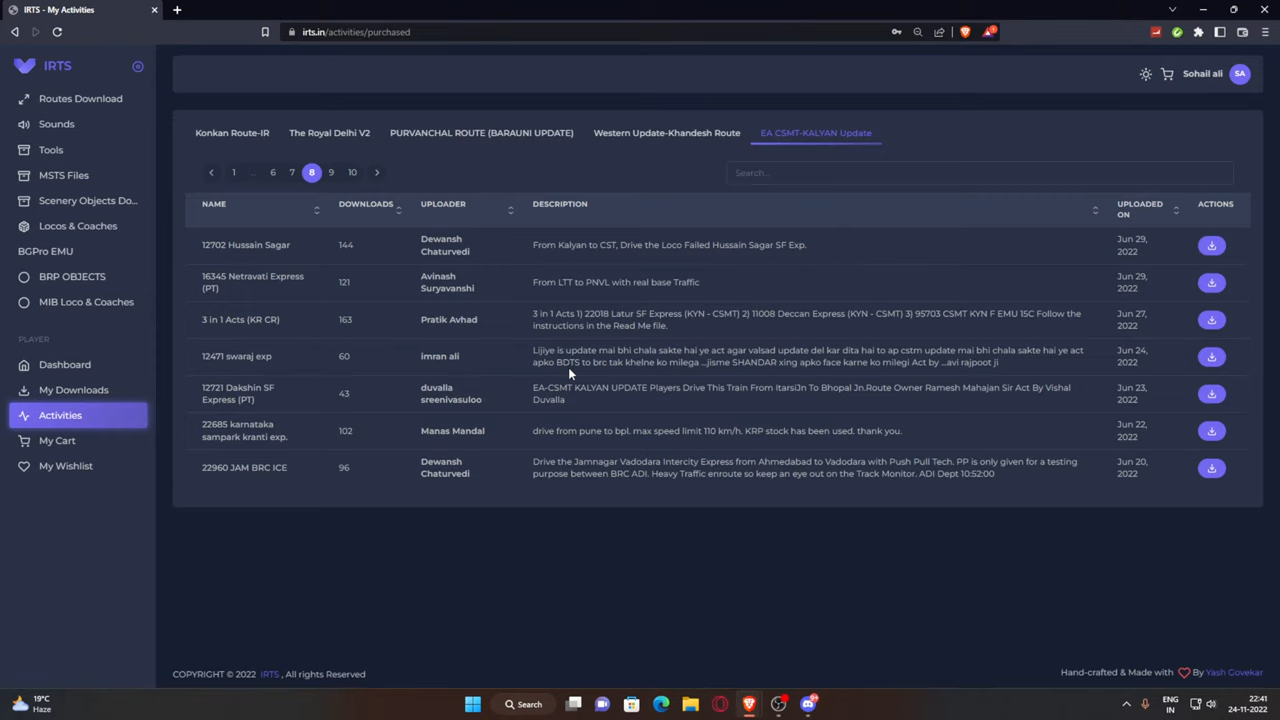 IRTS - My Activities
irts.in/activities/purchased
IRTS
Sohail ali
SA
Routes Download
Sounds
Tools
MSTS Files
Scenery Objects Do...
Locos & Coaches
BGPro EMU
BRP OBJECTS
MIB Loco & Coaches
PLAYER
Dashboard
My Downloads
Activities
My Cart
My Wishlist
Konkan Route-IR
The Royal Delhi V2
PURVANCHAL ROUTE (BARAUNI UPDATE)
Western Update-Khandesh Route
EA CSMT-KALYAN Update
1 ... 6 7 8 9 10
Search...
NAME
DOWNLOADS
UPLOADER
DESCRIPTION
UPLOADED
ON
ACTIONS
12702 Hussain Sagar
144
Dewansh
Chaturvedi
From Kalyan to CST, Drive the Loco Failed Hussain Sagar SF Exp.
Jun 29,
2022
16345 Netravati Express
(PT)
121
Avinash
Suryavanshi
From LTT to PNVL with real base Traffic
Jun 29,
2022
3 in 1 Acts (KR CR)
163
Pratik Avhad
3 in 1 Acts 1) 22018 Latur SF Express (KYN - CSMT) 2) 11008 Deccan Express (KYN - CSMT) 3) 95703 CSMT KYN F EMU 15C Follow the
instructions in the Read Me file.
Jun 27,
2022
12471 swaraj exp
60
imran ali
Lijiye is update mai bhi chala sakte hai ye act agar valsad update del kar dita hai to ap cstm update mai bhi chala sakte hai ye act
apko BDTS to brc tak khelne ko milega ...jisme SHANDAR xing apko face karne ko milegi Act by ...avi rajpoot ji
Jun 24,
2022
12721 Dakshin SF
Express (PT)
43
duvalla
sreenivasuloo
EA-CSMT KALYAN UPDATE Players Drive This Train From ItarsiJn To Bhopal Jn.Route Owner Ramesh Mahajan Sir Act By Vishal
Duvalla
Jun 23,
2022
22685 karnataka
sampark kranti exp.
102
Manas Mandal
drive from pune to bpl. max speed limit 110 km/h. KRP stock has been used. thank you.
Jun 22,
2022
22960 JAM BRC ICE
96
Dewansh
Chaturvedi
Drive the Jamnagar Vadodara Intercity Express from Ahmedabad to Vadodara with Push Pull Tech. PP is only given for a testing
purpose between BRC ADI. Heavy Traffic enroute so keep an eye out on the Track Monitor. ADI Dept 10:52:00
Jun 20,
2022
COPYRIGHT © 2022 IRTS , All rights Reserved
Hand-crafted & Made with By Yash Govekar
19°C
Haze
Search
ENG
IN
22:41
24-11-2022